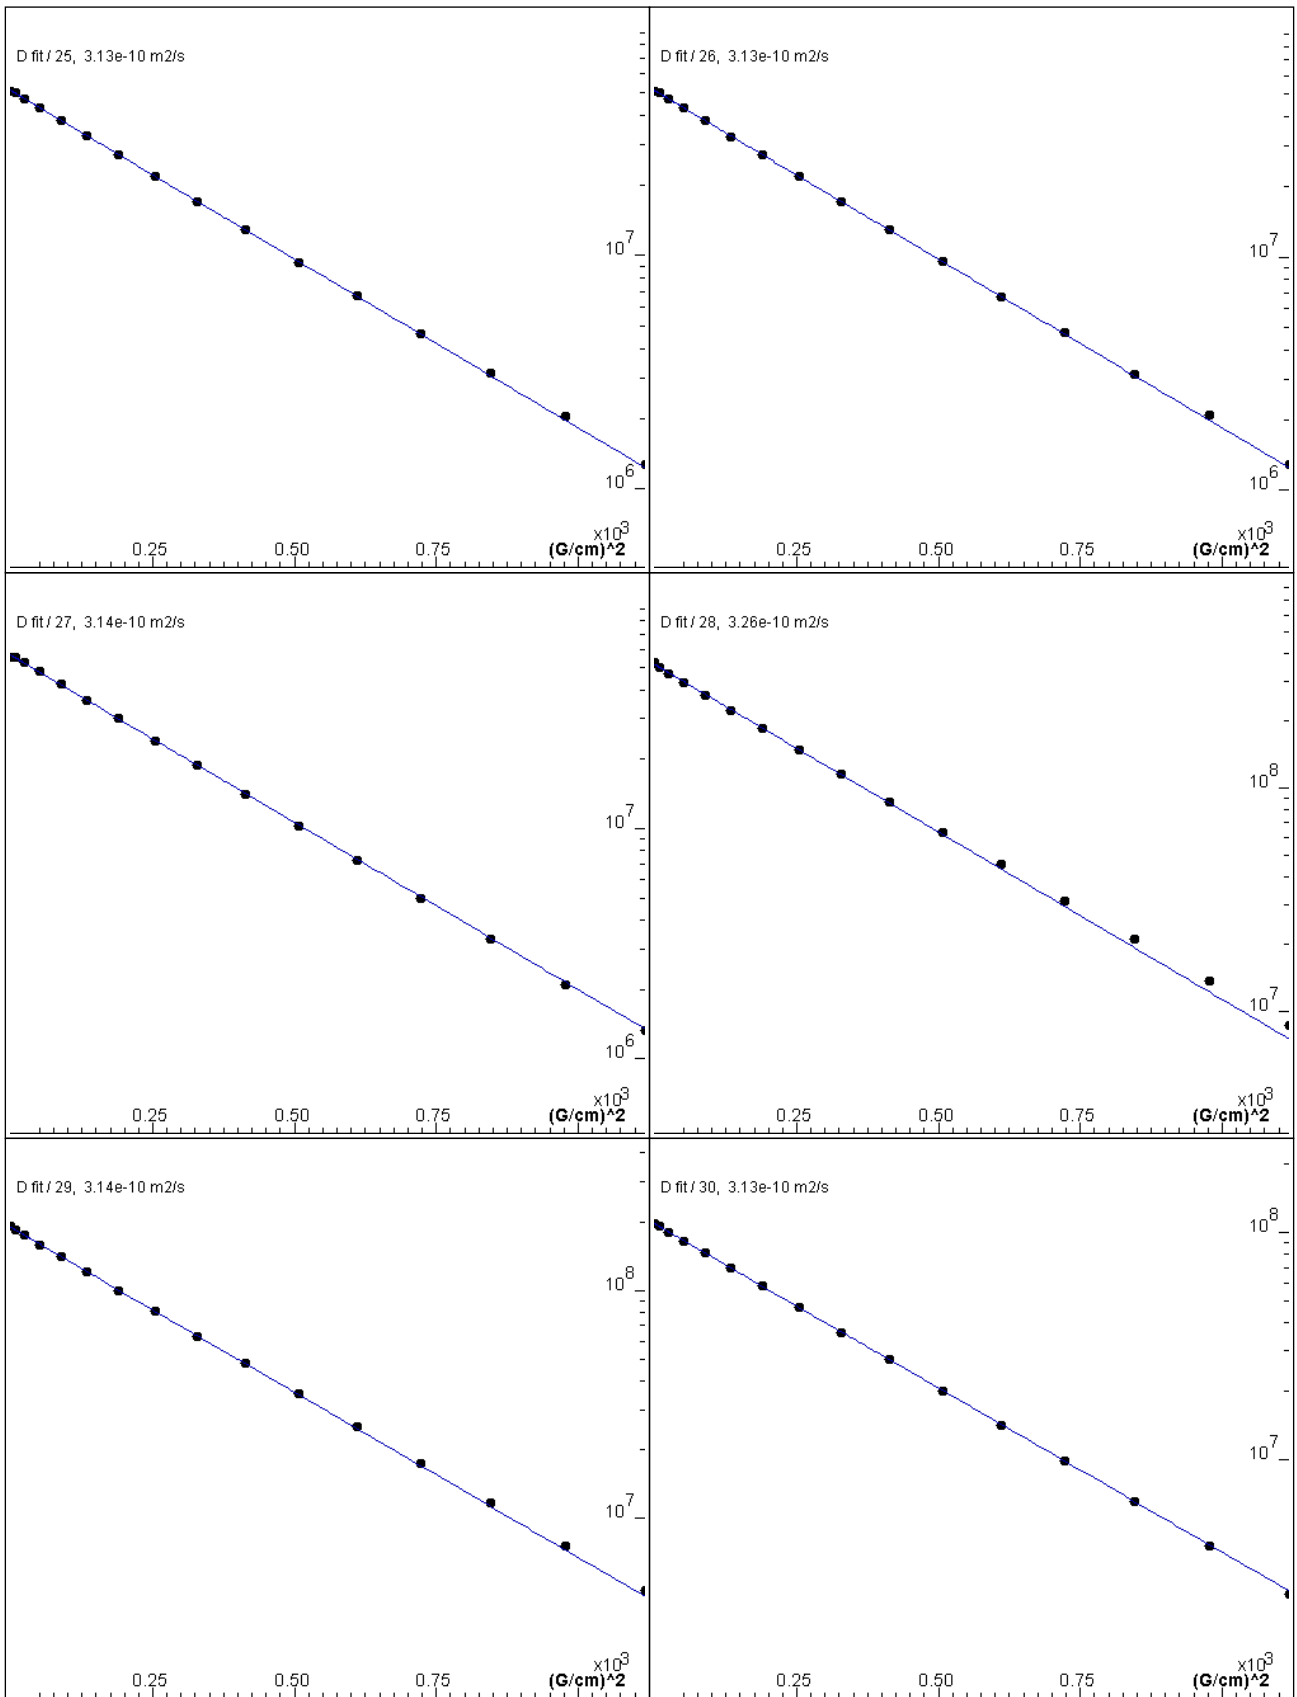 D fit / 25, 3.13e-10 m2/s
10^7
10^6
x10^3
0.25 0.50 0.75 (G/cm)^2
D fit / 26, 3.13e-10 m2/s
10^7
10^6
x10^3
0.25 0.50 0.75 (G/cm)^2
D fit / 27, 3.14e-10 m2/s
10^7
10^6
x10^3
0.25 0.50 0.75 (G/cm)^2
D fit / 28, 3.26e-10 m2/s
10^8
10^7
x10^3
0.25 0.50 0.75 (G/cm)^2
D fit / 29, 3.14e-10 m2/s
10^8
10^7
x10^3
0.25 0.50 0.75 (G/cm)^2
D fit / 30, 3.13e-10 m2/s
10^8
10^7
x10^3
0.25 0.50 0.75 (G/cm)^2